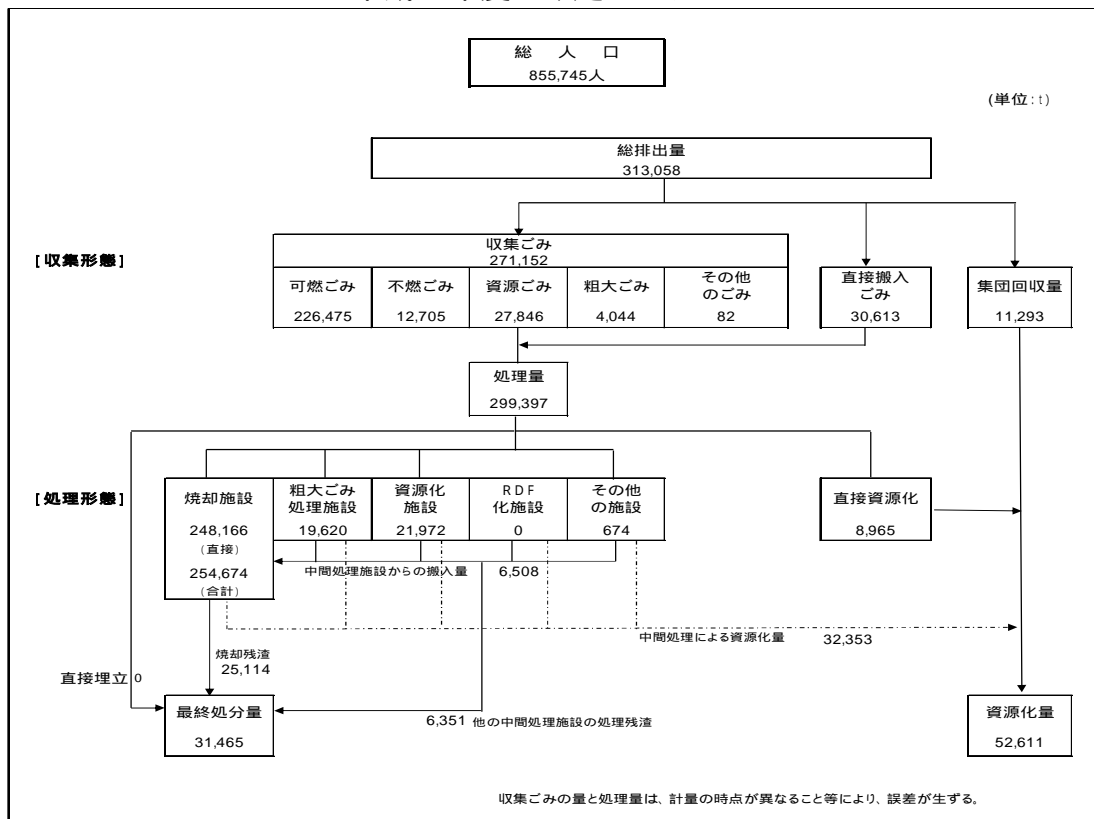 総 人 口
855,745人
(単位:t)
総排出量
313,058
[収集形態]
収集ごみ
271,152
可燃ごみ
226,475
不燃ごみ
12,705
資源ごみ
27,846
粗大ごみ
4,044
その他
のごみ
82
直接搬入
ごみ
30,613
集団回収量
11,293
処理量
299,397
[処理形態]
焼却施設
248,166
(直接)
254,674
(合計)
粗大ごみ
処理施設
19,620
資源化
施設
21,972
RDF
化施設
0
その他
の施設
674
直接資源化
8,965
中間処理施設からの搬入量 6,508
中間処理による資源化量 32,353
焼却残渣
25,114
直接埋立 0
最終処分量
31,465
6,351 他の中間処理施設の処理残渣
資源化量
52,611
収集ごみの量と処理量は、計量の時点が異なること等により、誤差が生ずる。